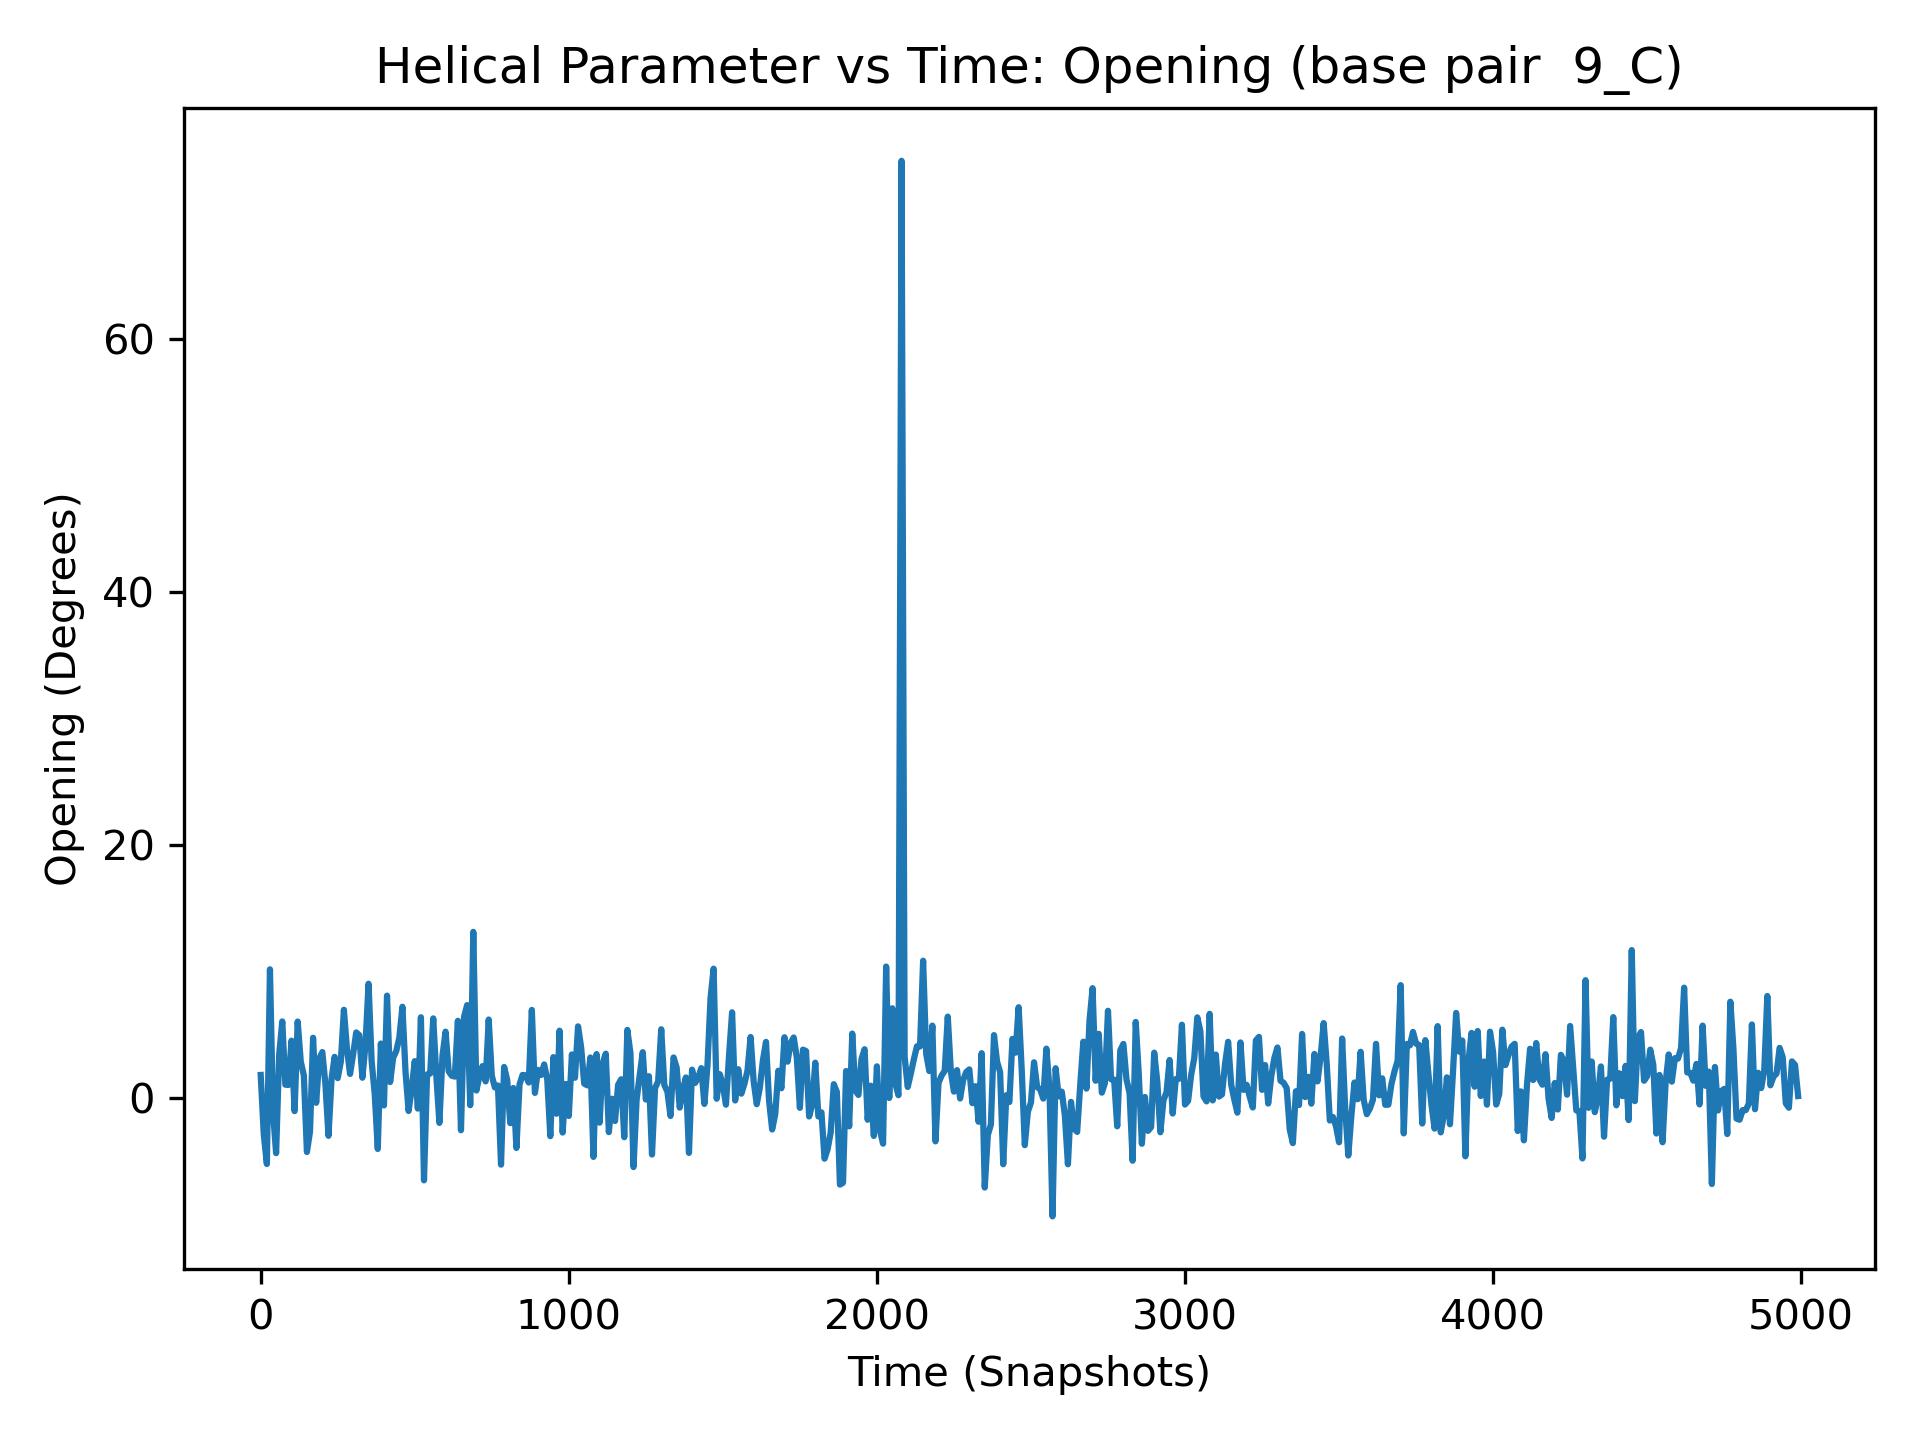 Helical Parameter vs Time: Opening (base pair  9_C)
60
40
20
0
Opening (Degrees)
0 1000 2000 3000 4000 5000
Time (Snapshots)